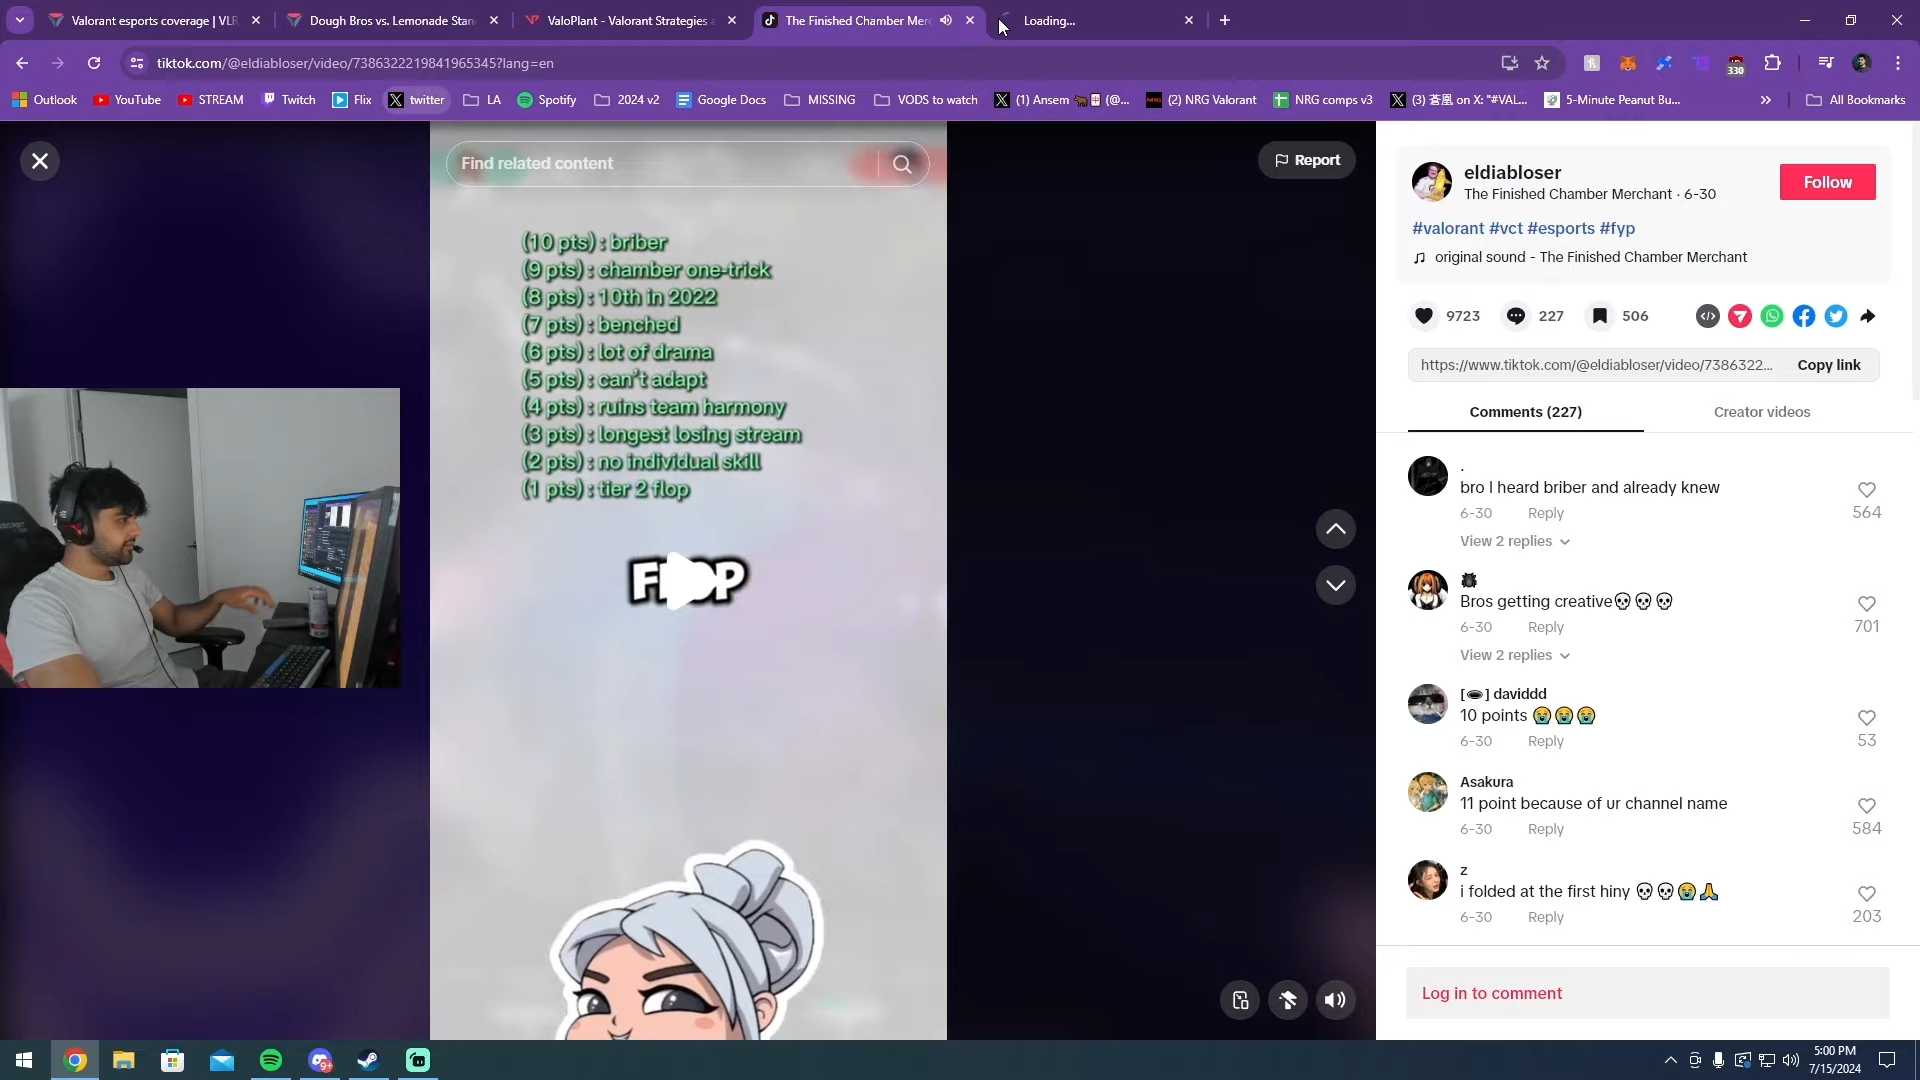 Valorant esports coverage | VLR
Dough Bros vs. Lemonade Stan
ValoPlant - Valorant Strategies a
The Finished Chamber Mer
Loading...
tiktok.com/@eldiabloser/video/7386322219841965345?lang=en
330
Outlook
YouTube
STREAM
Twitch
Flix
twitter
LA
Spotify
2024 v2
Google Docs
MISSING
VODS to watch
(1) Ansem 🐂🀄 (@...
(2) NRG Valorant
NRG comps v3
(3) 蒼凰 on X: "#VAL...
5-Minute Peanut Bu...
All Bookmarks
Find related content
Report
(10 pts) : briber
(9 pts) : chamber one-trick
(8 pts) : 10th in 2022
(7 pts) : benched
(6 pts) : lot of drama
(5 pts) : can't adapt
(4 pts) : ruins team harmony
(3 pts) : longest losing stream
(2 pts) : no individual skill
(1 pts) : tier 2 flop
eldiabloser
The Finished Chamber Merchant · 6-30
Follow
#valorant #vct #esports #fyp
original sound - The Finished Chamber Merchant
9723
227
506
https://www.tiktok.com/@eldiabloser/video/7386322...
Copy link
Comments (227)
Creator videos
.
bro I heard briber and already knew
6-30 Reply
564
View 2 replies
🪲
Bros getting creative💀💀💀
6-30 Reply
701
View 2 replies
[🕳️] daviddd
10 points 😭😭😭
6-30 Reply
53
Asakura
11 point because of ur channel name
6-30 Reply
584
z
i folded at the first hiny 💀💀😭🙏
6-30 Reply
203
Log in to comment
9+
5:00 PM
7/15/2024